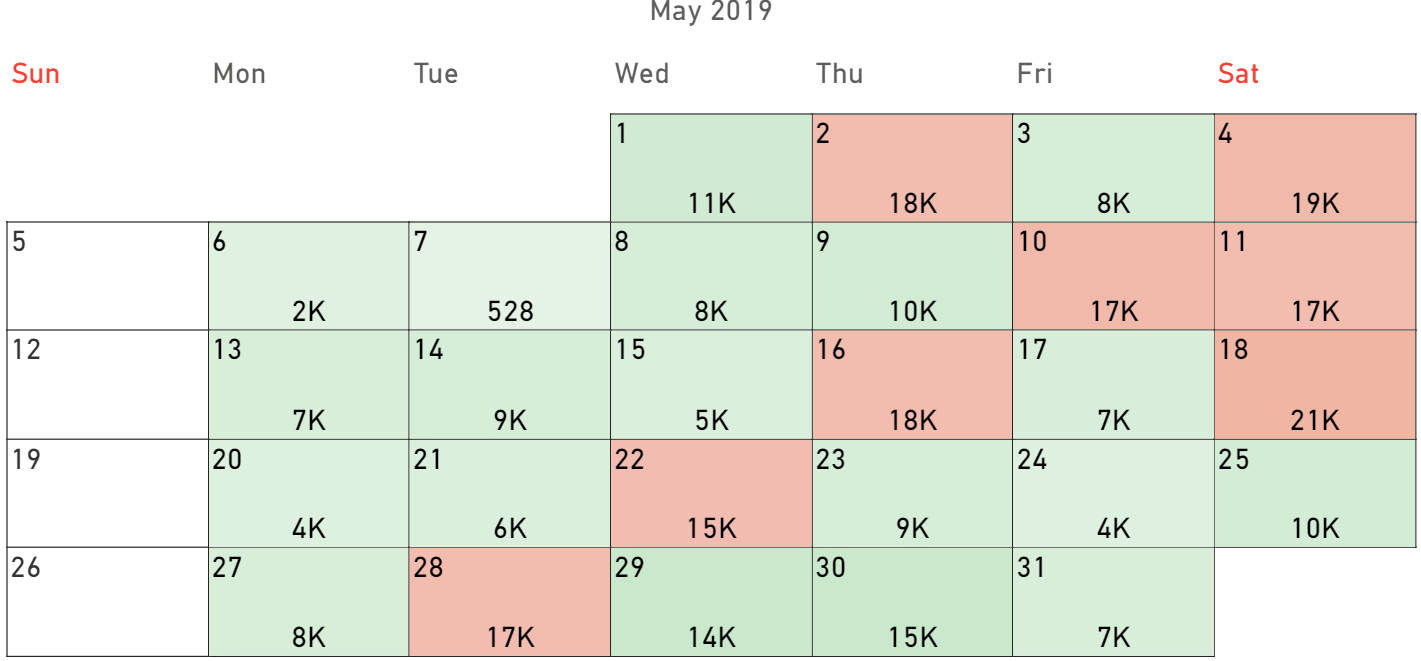 May 2019
Sun Mon Tue Wed Thu Fri Sat
1 2 3 4
11K 18K 8K 19K
5 6 7 8 9 10 11
2K 528 8K 10K 17K 17K
12 13 14 15 16 17 18
7K 9K 5K 18K 7K 21K
19 20 21 22 23 24 25
4K 6K 15K 9K 4K 10K
26 27 28 29 30 31
8K 17K 14K 15K 7K